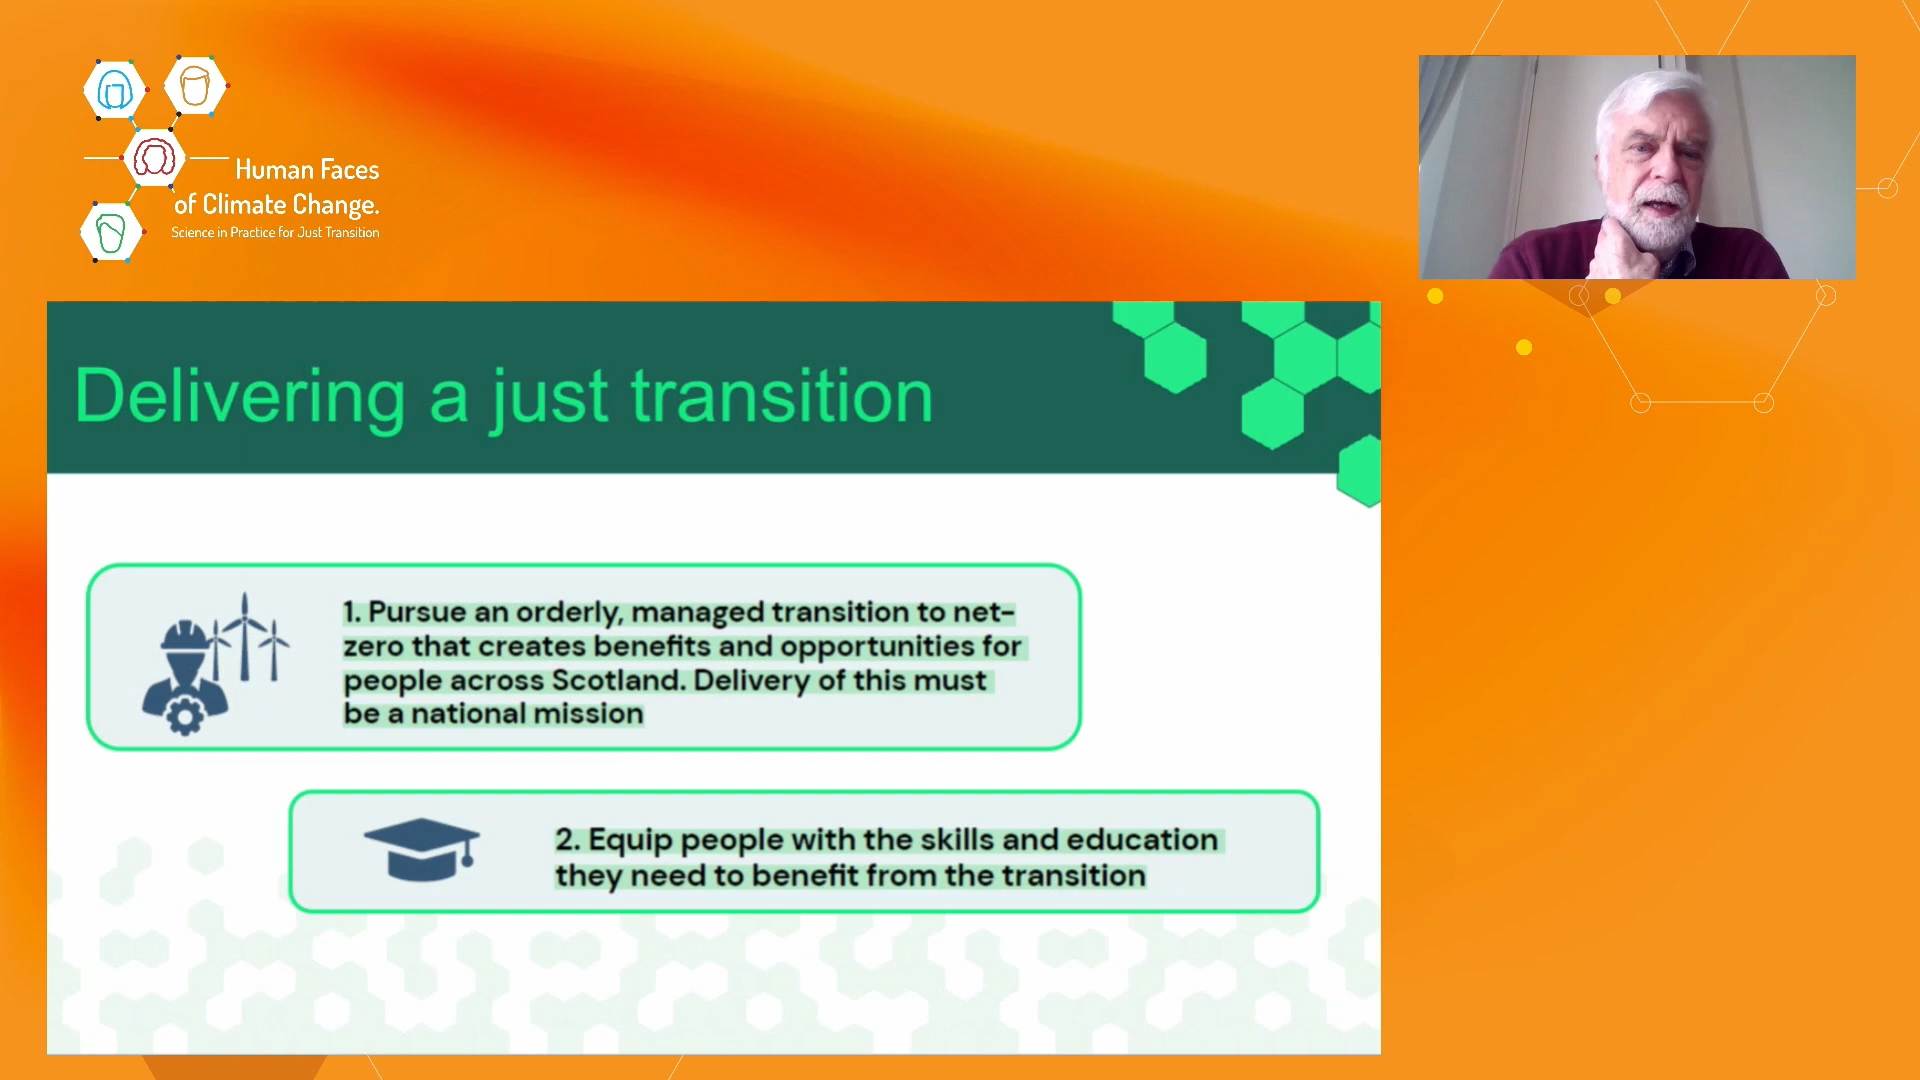 Human Faces
of Climate Change.
Science in Practice for Just Transition
Delivering a just transition
1. Pursue an orderly, managed transition to net-
zero that creates benefits and opportunities for
people across Scotland. Delivery of this must
be a national mission
2. Equip people with the skills and education
they need to benefit from the transition